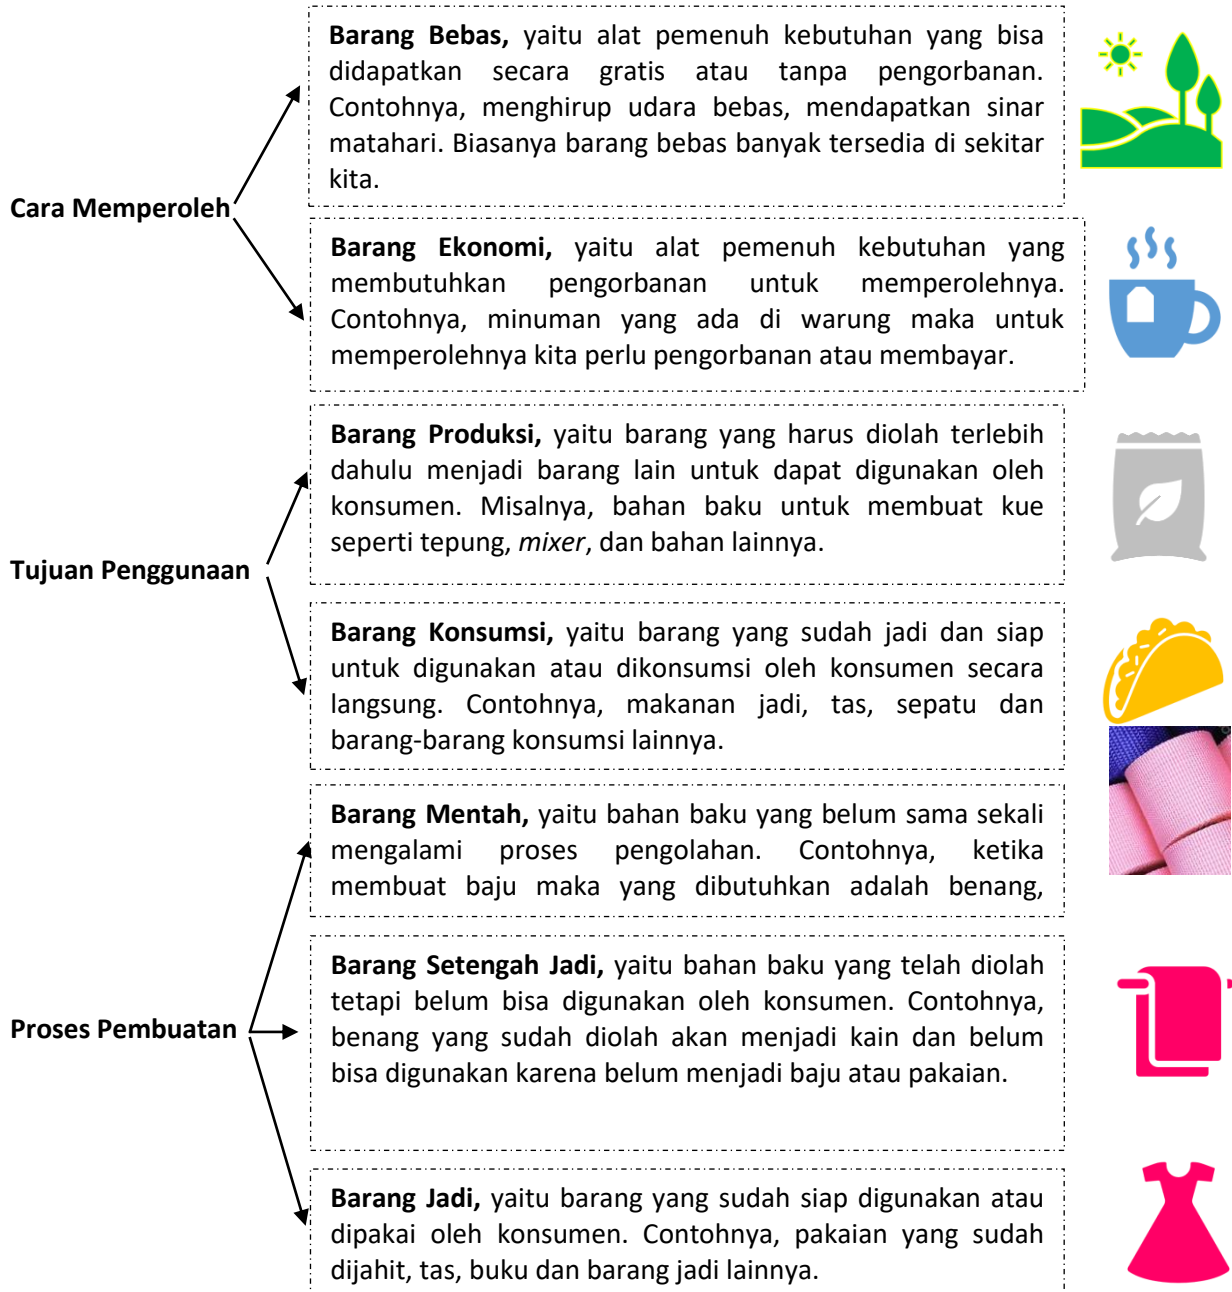 Barang Bebas, yaitu alat pemenuh kebutuhan yang bisa
didapatkan secara gratis atau tanpa pengorbanan.
Contohnya, menghirup udara bebas, mendapatkan sinar
matahari. Biasanya barang bebas banyak tersedia di sekitar
kita.
Cara Memperoleh
Barang Ekonomi, yaitu alat pemenuh kebutuhan yang
membutuhkan pengorbanan untuk memperolehnya.
Contohnya, minuman yang ada di warung maka untuk
memperolehnya kita perlu pengorbanan atau membayar.
Barang Produksi, yaitu barang yang harus diolah terlebih
dahulu menjadi barang lain untuk dapat digunakan oleh
konsumen. Misalnya, bahan baku untuk membuat kue
seperti tepung, mixer, dan bahan lainnya.
Tujuan Penggunaan
Barang Konsumsi, yaitu barang yang sudah jadi dan siap
untuk digunakan atau dikonsumsi oleh konsumen secara
langsung. Contohnya, makanan jadi, tas, sepatu dan
barang-barang konsumsi lainnya.
Barang Mentah, yaitu bahan baku yang belum sama sekali
mengalami proses pengolahan. Contohnya, ketika
membuat baju maka yang dibutuhkan adalah benang,
Barang Setengah Jadi, yaitu bahan baku yang telah diolah
tetapi belum bisa digunakan oleh konsumen. Contohnya,
benang yang sudah diolah akan menjadi kain dan belum
bisa digunakan karena belum menjadi baju atau pakaian.
Proses Pembuatan
Barang Jadi, yaitu barang yang sudah siap digunakan atau
dipakai oleh konsumen. Contohnya, pakaian yang sudah
dijahit, tas, buku dan barang jadi lainnya.